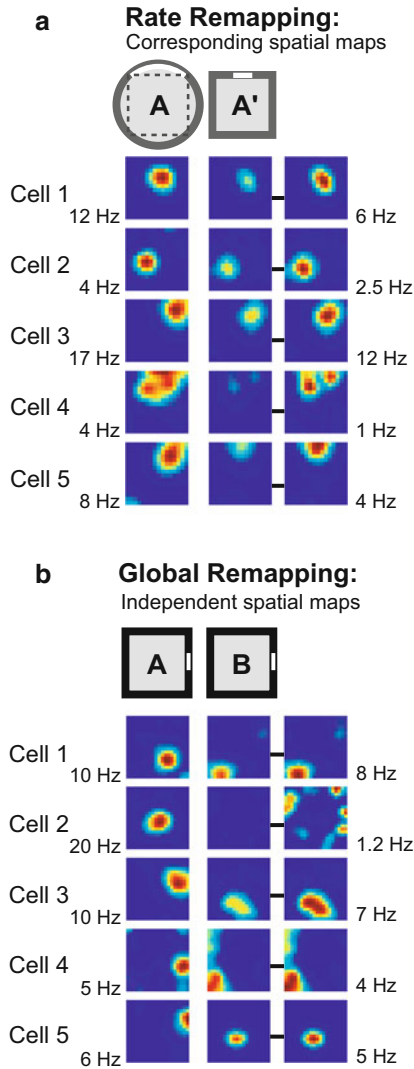 a Rate Remapping:
Corresponding spatial maps
A A'
Cell 1
12 Hz 6 Hz
Cell 2
4 Hz 2.5 Hz
Cell 3
17 Hz 12 Hz
Cell 4
4 Hz 1 Hz
Cell 5
8 Hz 4 Hz
b Global Remapping:
Independent spatial maps
A B
Cell 1
10 Hz 8 Hz
Cell 2
20 Hz 1.2 Hz
Cell 3
10 Hz 7 Hz
Cell 4
5 Hz 4 Hz
Cell 5
6 Hz 5 Hz